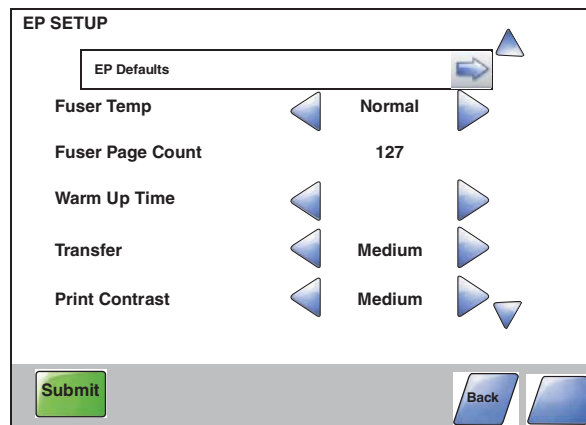 EP SETUP
EP Defaults
Fuser Temp Normal
Fuser Page Count 127
Warm Up Time
Transfer Medium
Print Contrast Medium
Submit
Back